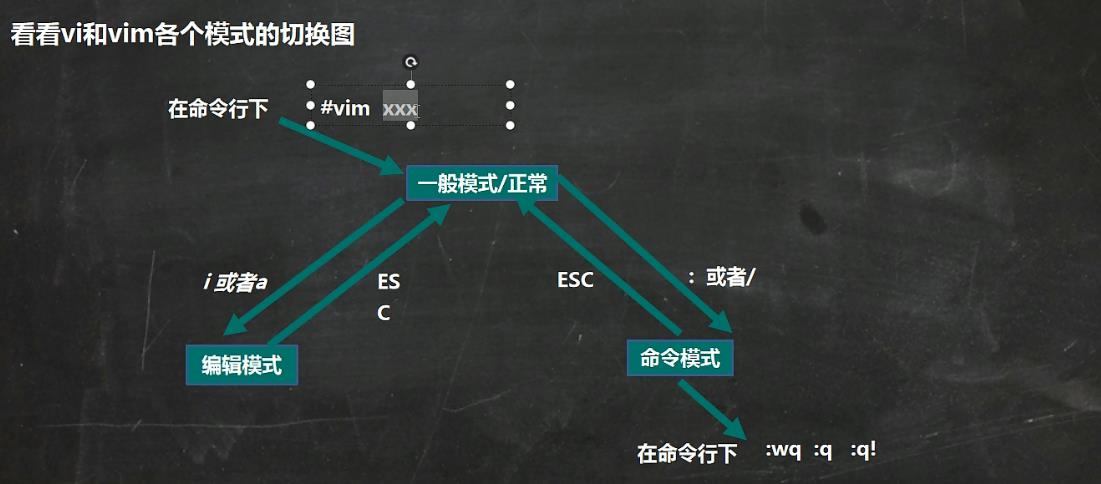 看看vi和vim各个模式的切换图
在命令行下
#vim xxx
一般模式/正常
i 或者a
ES
C
ESC
: 或者/
编辑模式
命令模式
在命令行下
:wq :q :q!